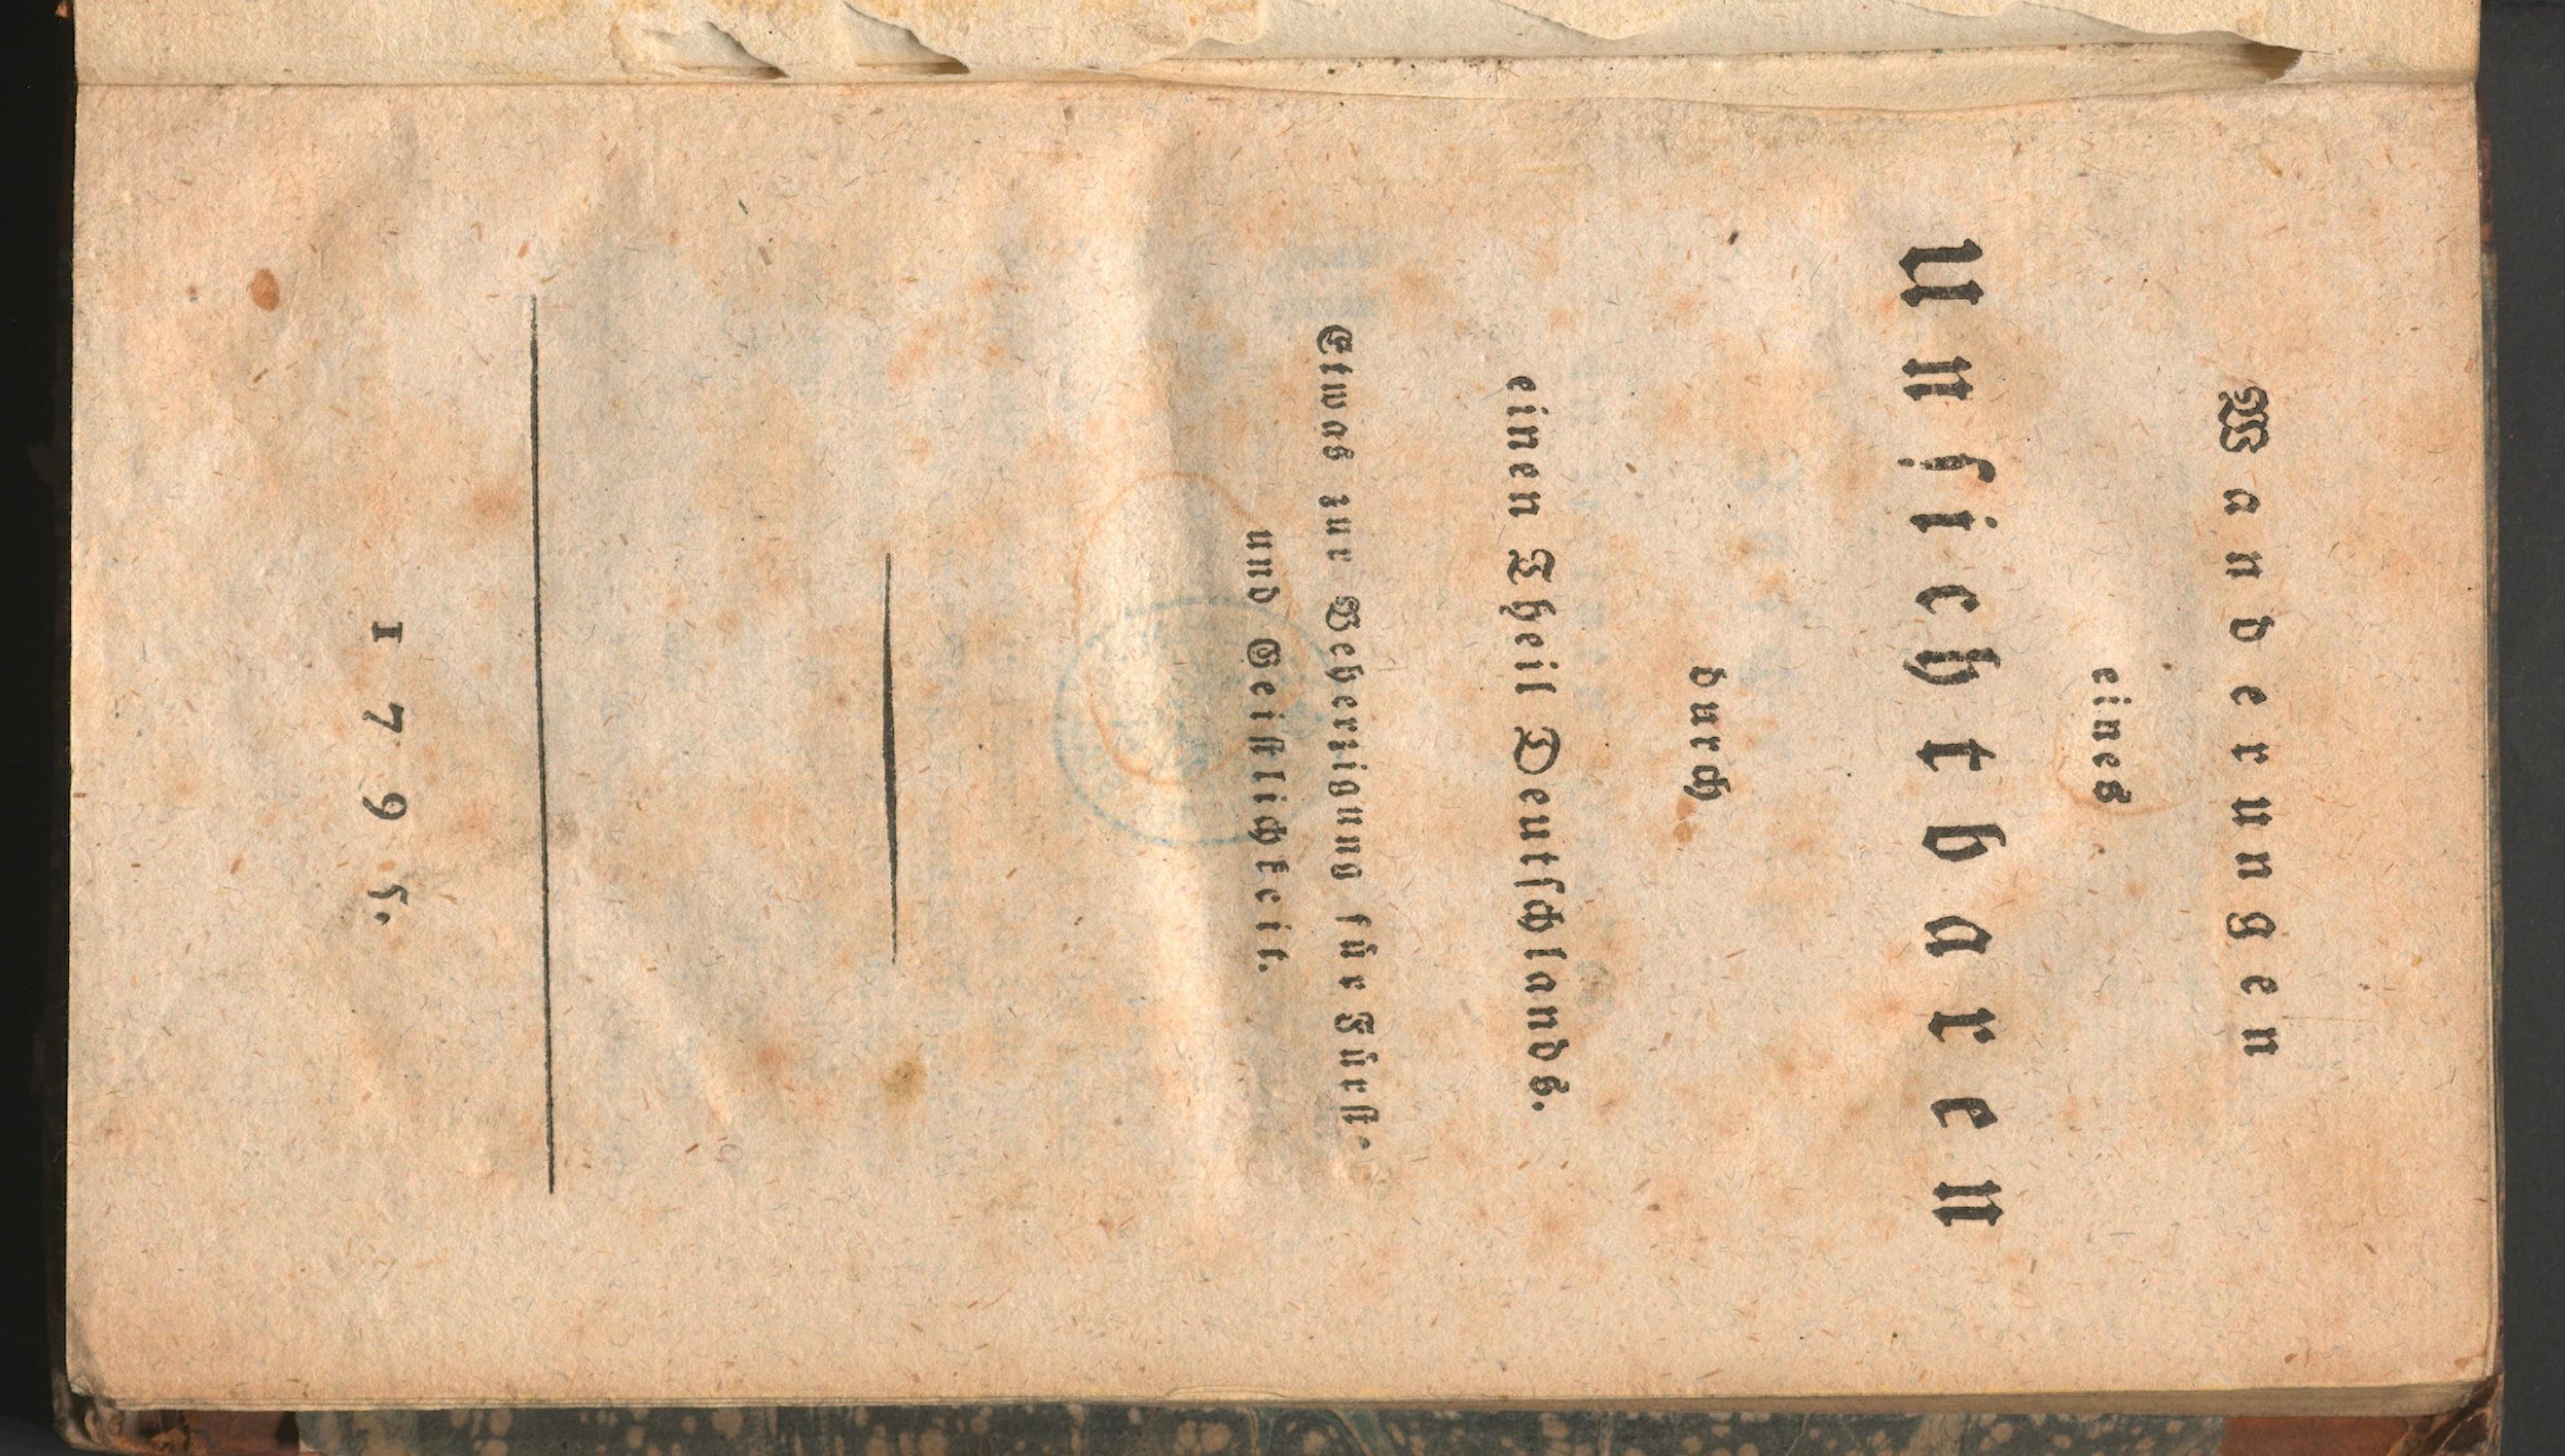 Wanderungen
eines
Unſichtbaren
durch
einen Theil Deutſchlands.
Etwas zur Beherzigung für Fürſt-
und Geiſtlichkeit.
1795.